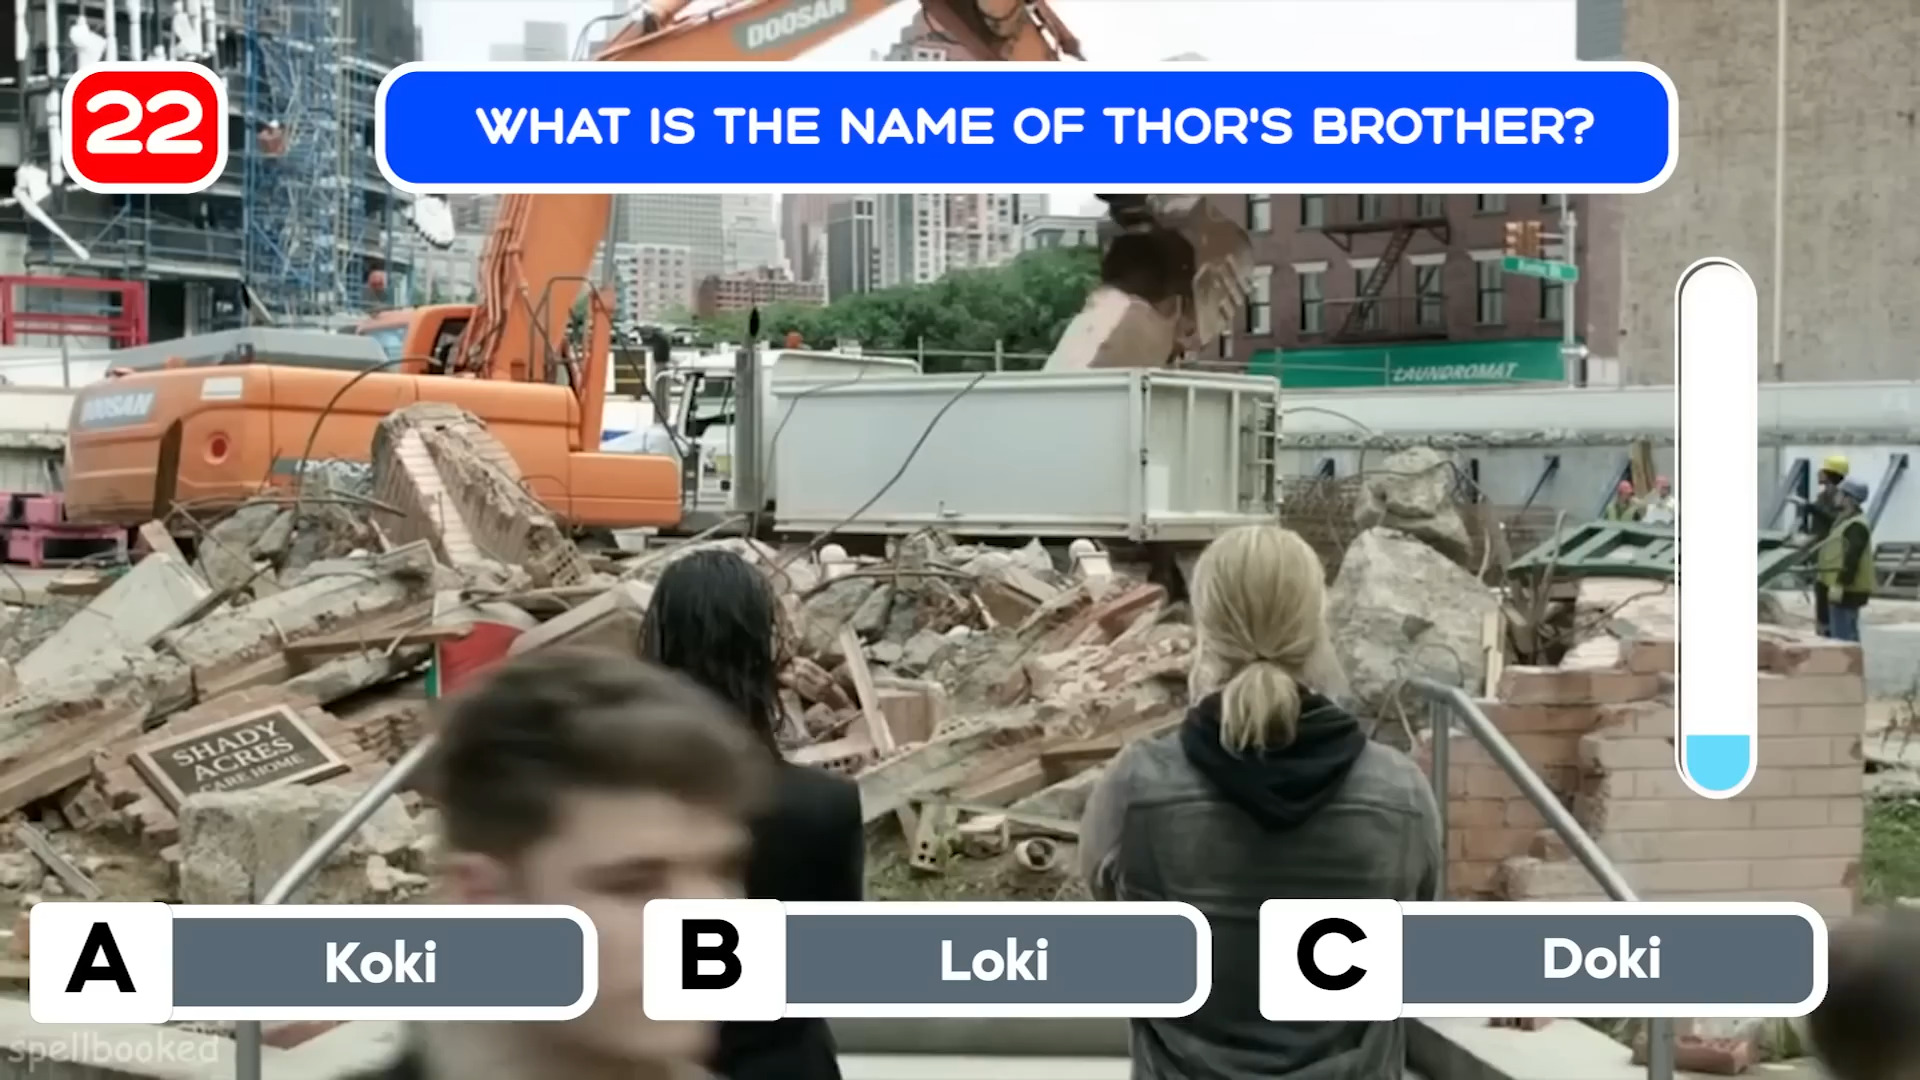 DOOSAN
22
WHAT IS THE NAME OF THOR'S BROTHER?
LAUNDROMAT
DOOSAN
SHADY
ACRES
CARE HOME
A
Koki
B
Loki
C
Doki
spellbooked